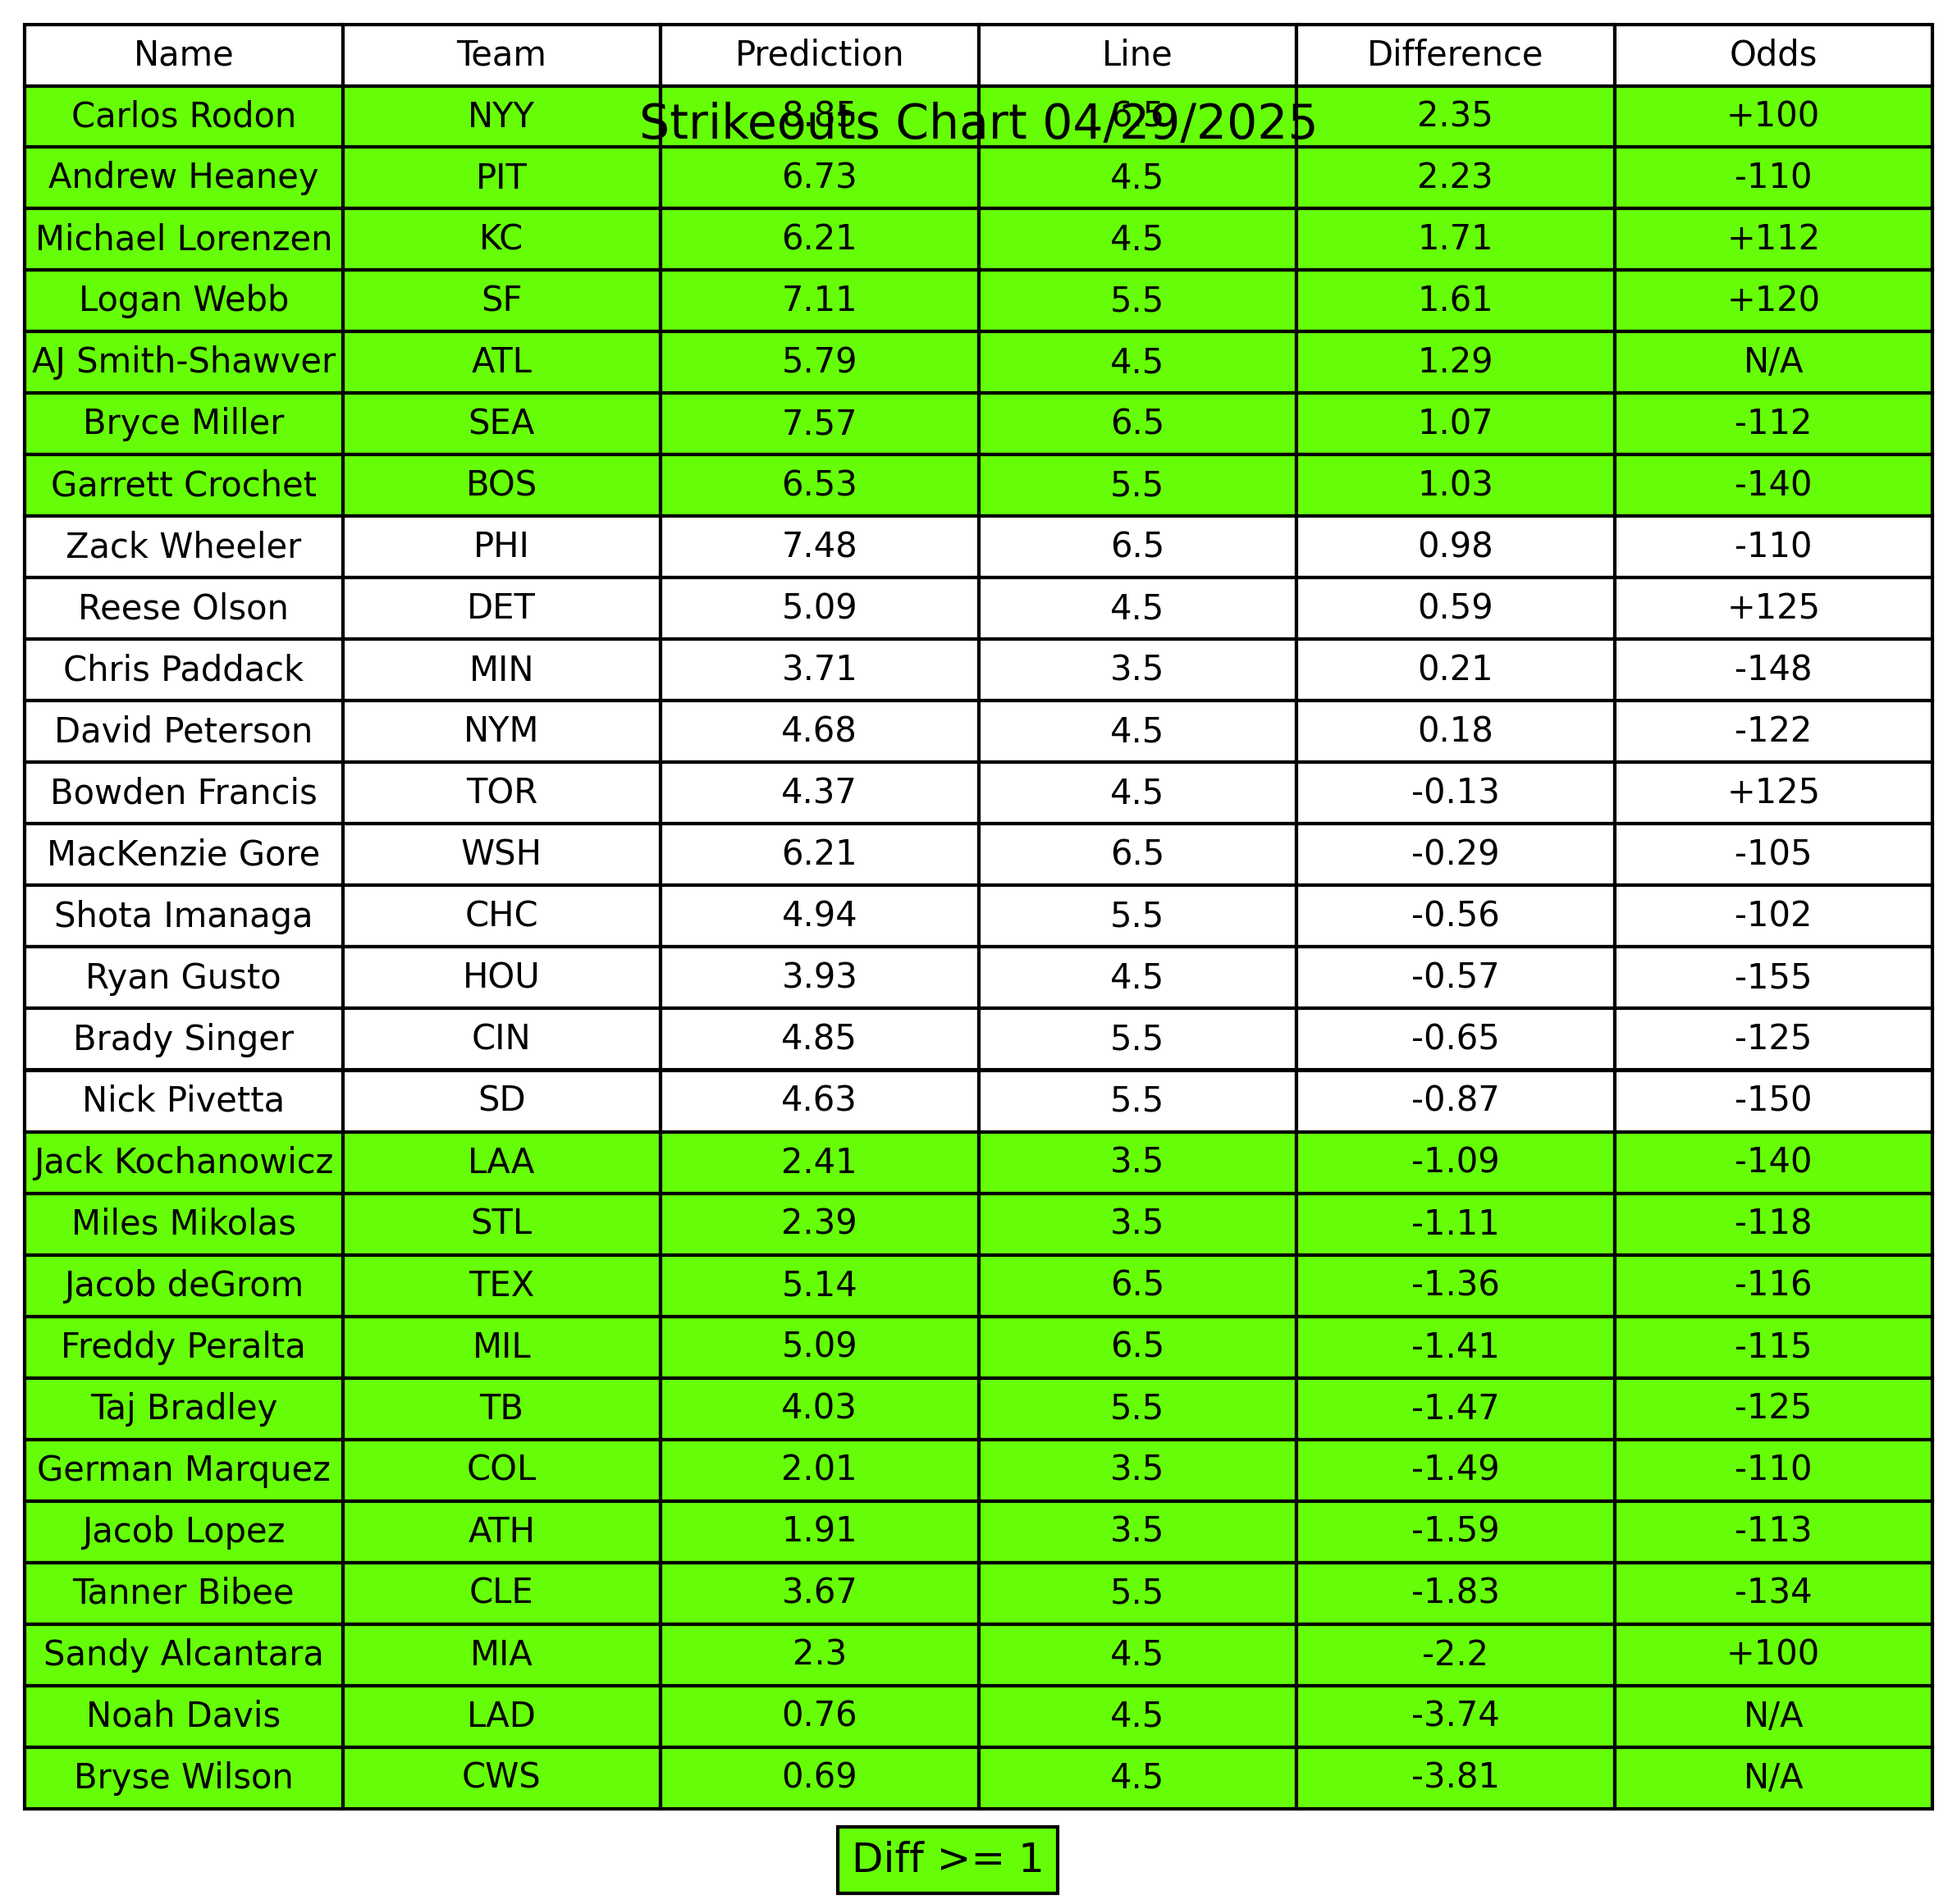 Name Team Prediction Line Difference Odds
Carlos Rodon NYY 8.85 6.5 2.35 +100
Strikeouts Chart 04/29/2025
Andrew Heaney PIT 6.73 4.5 2.23 -110
Michael Lorenzen KC 6.21 4.5 1.71 +112
Logan Webb SF 7.11 5.5 1.61 +120
AJ Smith-Shawver ATL 5.79 4.5 1.29 N/A
Bryce Miller SEA 7.57 6.5 1.07 -112
Garrett Crochet BOS 6.53 5.5 1.03 -140
Zack Wheeler PHI 7.48 6.5 0.98 -110
Reese Olson DET 5.09 4.5 0.59 +125
Chris Paddack MIN 3.71 3.5 0.21 -148
David Peterson NYM 4.68 4.5 0.18 -122
Bowden Francis TOR 4.37 4.5 -0.13 +125
MacKenzie Gore WSH 6.21 6.5 -0.29 -105
Shota Imanaga CHC 4.94 5.5 -0.56 -102
Ryan Gusto HOU 3.93 4.5 -0.57 -155
Brady Singer CIN 4.85 5.5 -0.65 -125
Nick Pivetta SD 4.63 5.5 -0.87 -150
Jack Kochanowicz LAA 2.41 3.5 -1.09 -140
Miles Mikolas STL 2.39 3.5 -1.11 -118
Jacob deGrom TEX 5.14 6.5 -1.36 -116
Freddy Peralta MIL 5.09 6.5 -1.41 -115
Taj Bradley TB 4.03 5.5 -1.47 -125
German Marquez COL 2.01 3.5 -1.49 -110
Jacob Lopez ATH 1.91 3.5 -1.59 -113
Tanner Bibee CLE 3.67 5.5 -1.83 -134
Sandy Alcantara MIA 2.3 4.5 -2.2 +100
Noah Davis LAD 0.76 4.5 -3.74 N/A
Bryse Wilson CWS 0.69 4.5 -3.81 N/A
Diff >= 1